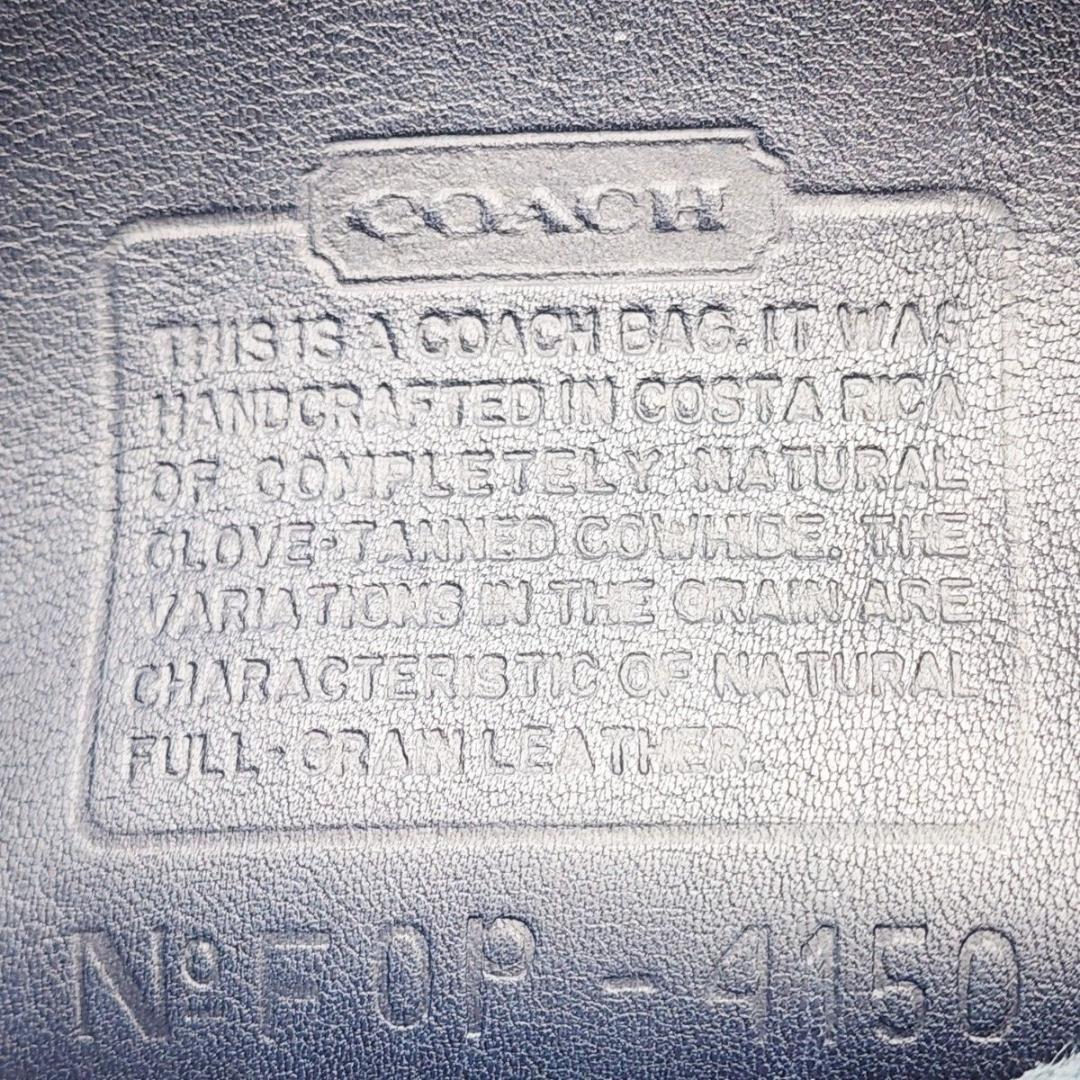 COACH
THIS IS A COACH BAG. IT WAS
HANDCRAFTED IN COSTA RICA
OF COMPLETELY NATURAL
GLOVE-TANNED COWHIDE. THE
VARIATIONS IN THE GRAIN ARE
CHARACTERISTIC OF NATURAL
FULL-GRAIN LEATHER.
Nº F0P-4150